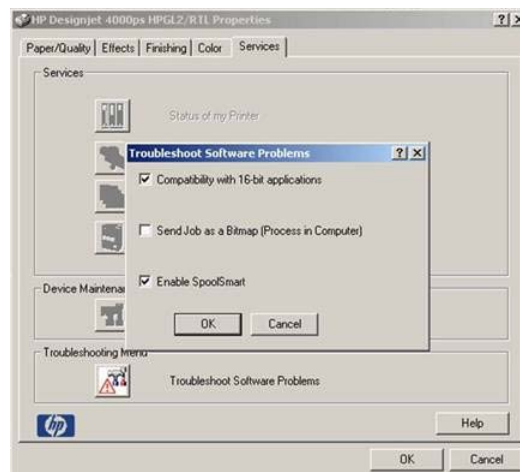 HP Designjet 4000ps HPGL2/RTL Properties
Paper/Quality Effects Finishing Color Services
Services
Status of my Printer
Troubleshoot Software Problems
Compatibility with 16-bit applications
Send Job as a Bitmap (Process in Computer)
Enable SpoolSmart
OK Cancel
Device Maintena
Troubleshooting Menu
Troubleshoot Software Problems
hp
Help
OK Cancel